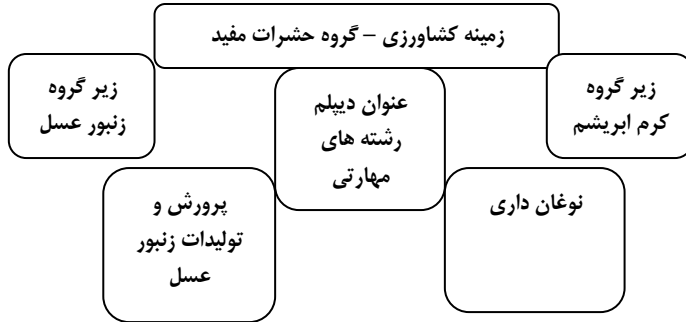 زمینه کشاورزی – گروه حشرات مفید
زیر گروه
کرم ابریشم
عنوان دیپلم
رشته های
مهارتی
زیر گروه
زنبور عسل
نوغان داری
پرورش و
تولیدات زنبور
عسل